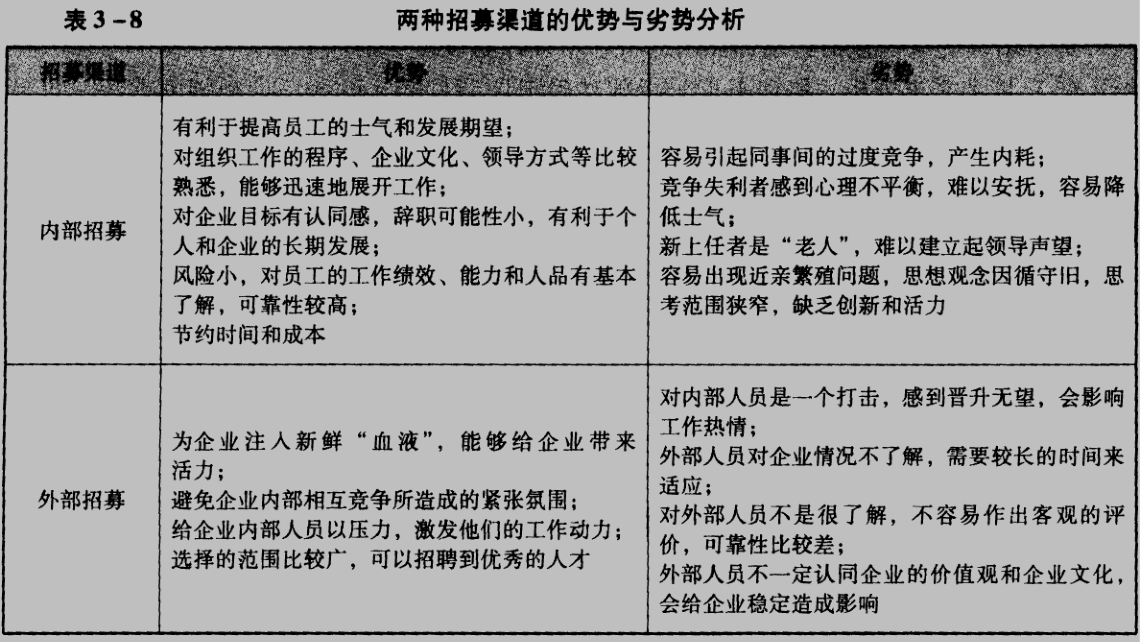 表3-8 两种招募渠道的优势与劣势分析
招募渠道 优势 劣势
内部招募
有利于提高员工的士气和发展期望；
对组织工作的程序、企业文化、领导方式等比较
熟悉，能够迅速地展开工作；
对企业目标有认同感，辞职可能性小，有利于个
人和企业的长期发展；
风险小，对员工的工作绩效、能力和人品有基本
了解，可靠性较高；
节约时间和成本
容易引起同事间的过度竞争，产生内耗；
竞争失利者感到心理不平衡，难以安抚，容易降
低士气；
新上任者是“老人”，难以建立起领导声望；
容易出现近亲繁殖问题，思想观念因循守旧，思
考范围狭窄，缺乏创新和活力
外部招募
为企业注入新鲜“血液”，能够给企业带来
活力；
避免企业内部相互竞争所造成的紧张氛围；
给企业内部人员以压力，激发他们的工作动力；
选择的范围比较广，可以招聘到优秀的人才
对内部人员是一个打击，感到晋升无望，会影响
工作热情；
外部人员对企业情况不了解，需要较长的时间来
适应；
对外部人员不是很了解，不容易作出客观的评
价，可靠性比较差；
外部人员不一定认同企业的价值观和企业文化，
会给企业稳定造成影响